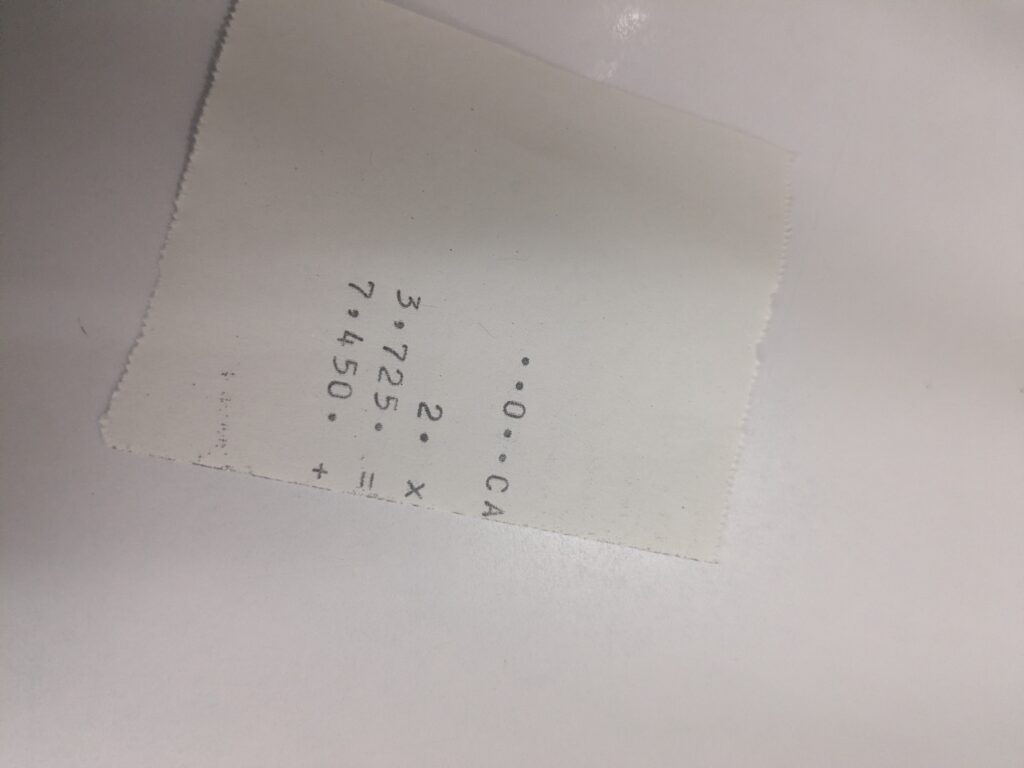 ..0...CA
2. x
3,725. =
7,450. +